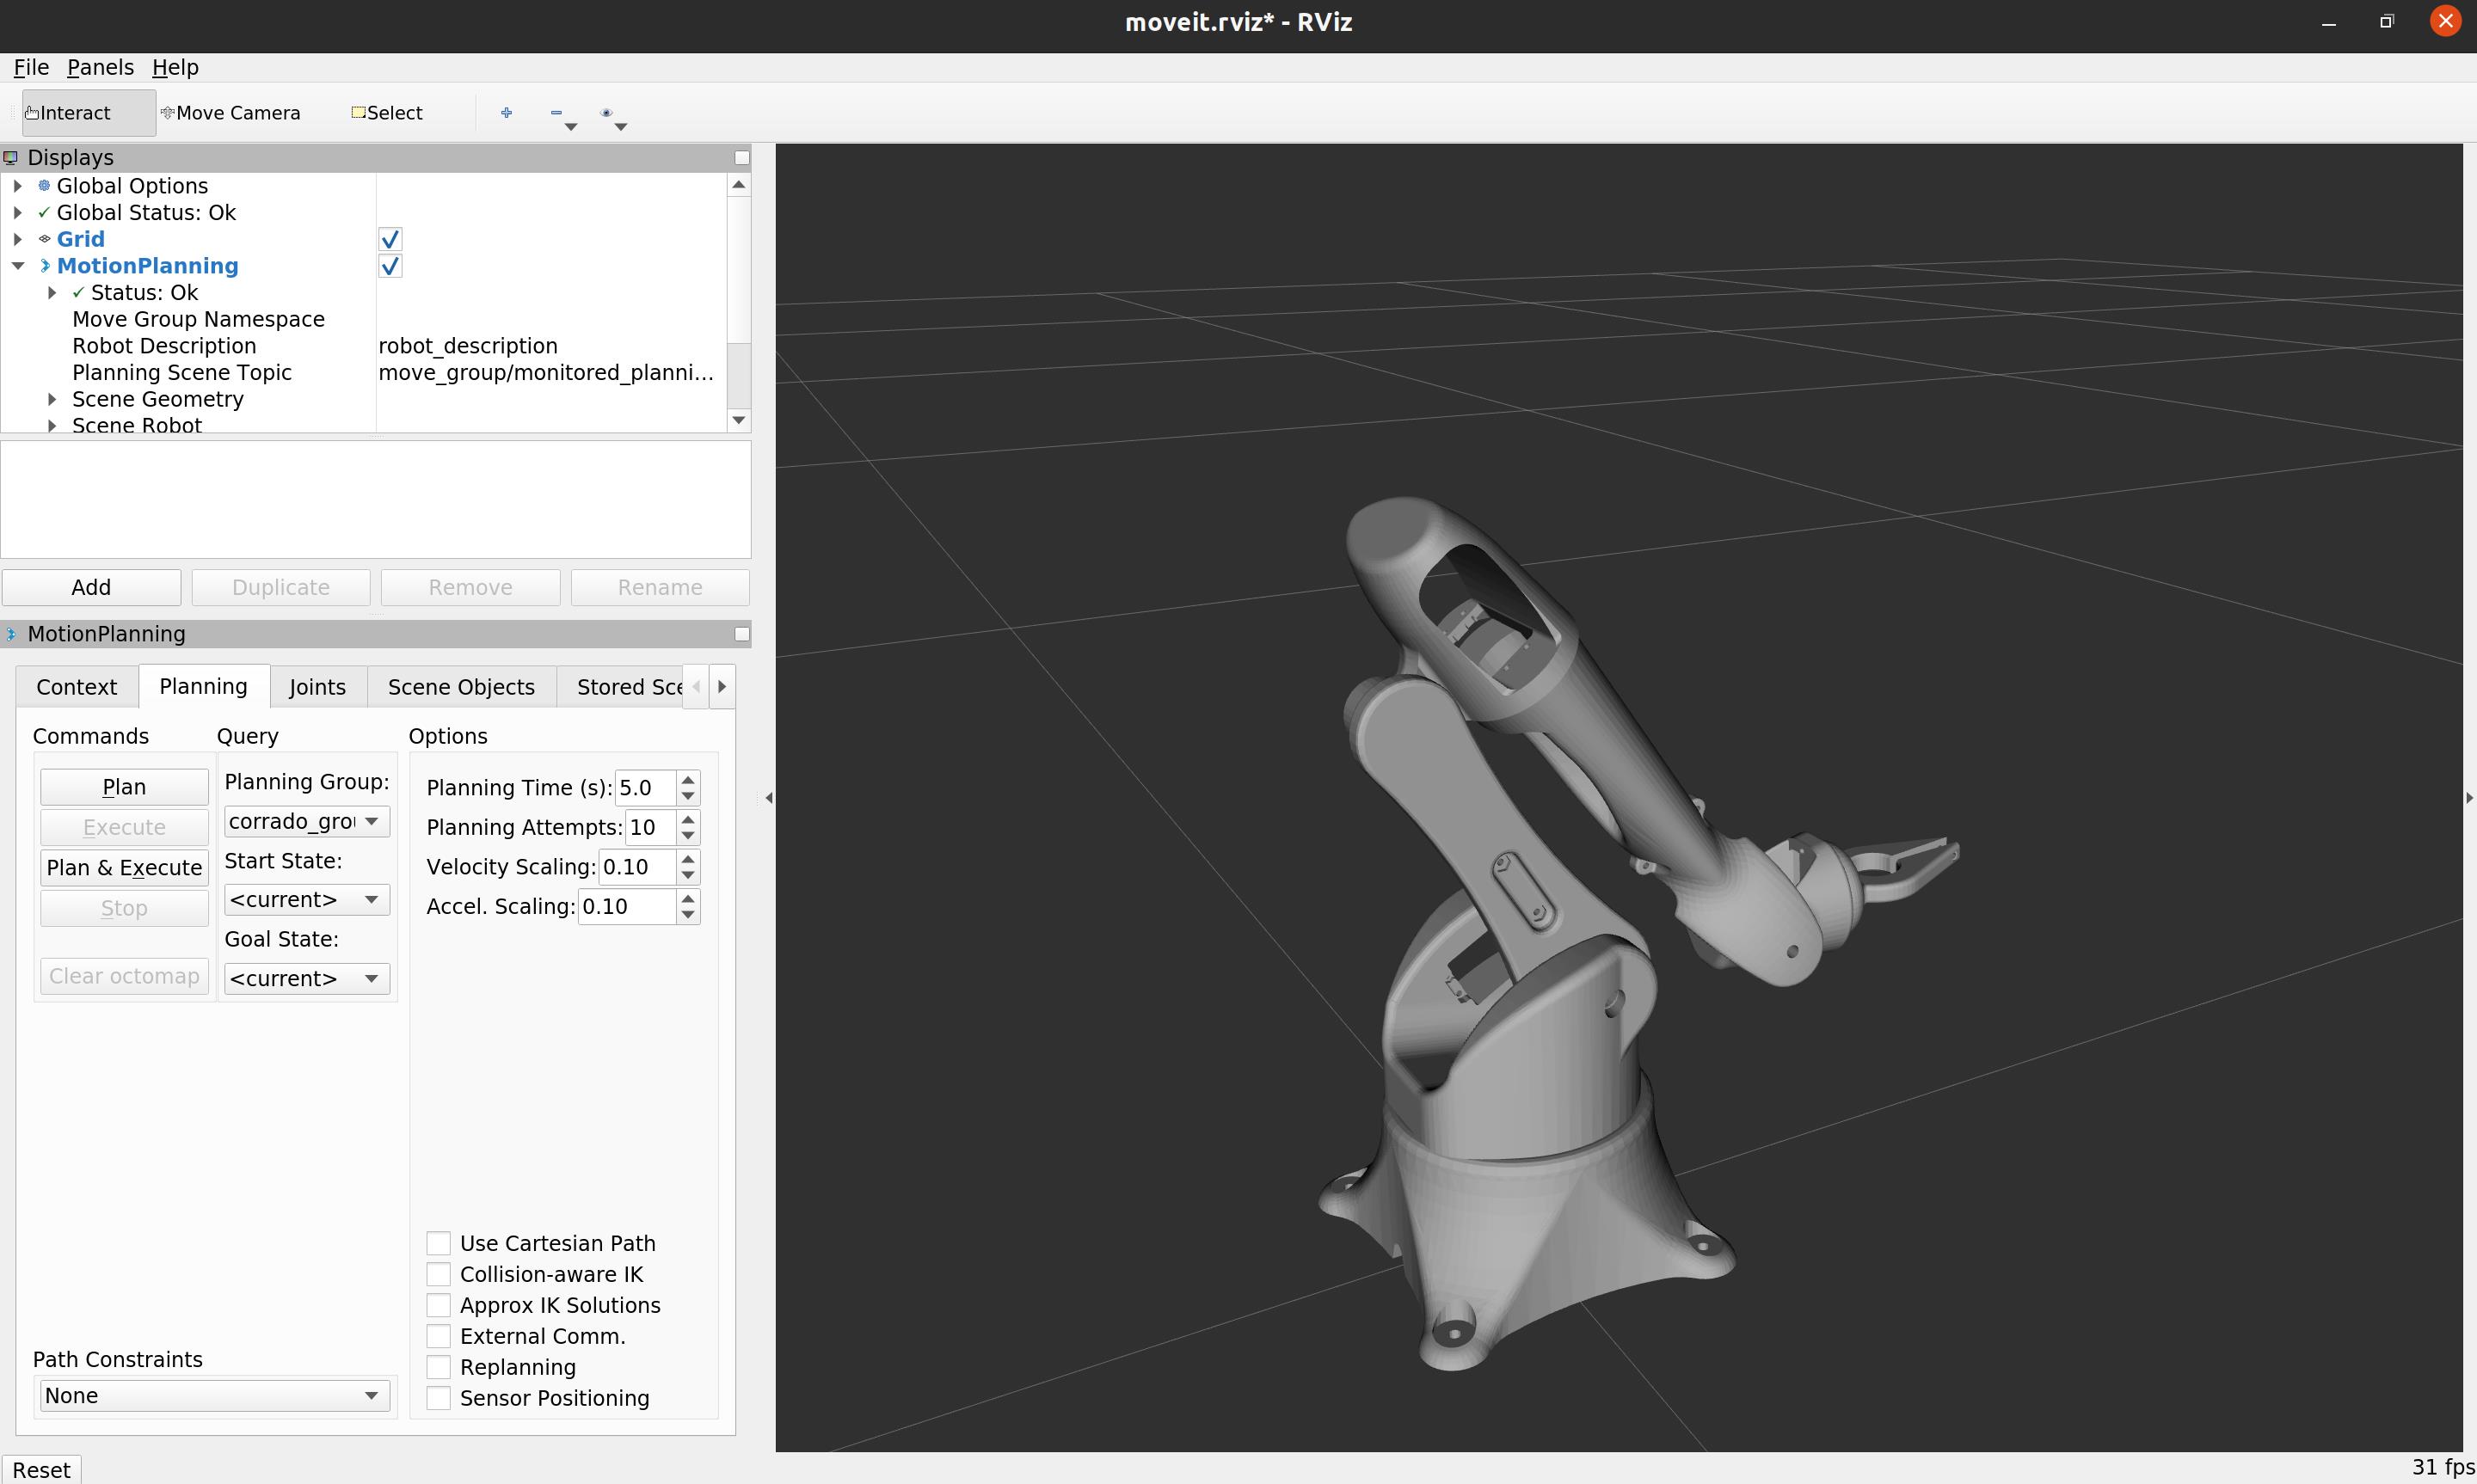 moveit.rviz* - RViz
File Panels Help
Interact Move Camera Select
Displays
Global Options
Global Status: Ok
Grid
MotionPlanning
Status: Ok
Move Group Namespace
Robot Description robot_description
Planning Scene Topic move_group/monitored_planni...
Scene Geometry
Scene Robot
Add Duplicate Remove Rename
MotionPlanning
Context Planning Joints Scene Objects Stored Sce
Commands Query Options
Plan
Execute
Plan & Execute
Stop
Clear octomap
Planning Group:
corrado_grou
Start State:
<current>
Goal State:
<current>
Planning Time (s): 5.0
Planning Attempts: 10
Velocity Scaling: 0.10
Accel. Scaling: 0.10
Use Cartesian Path
Collision-aware IK
Approx IK Solutions
External Comm.
Replanning
Sensor Positioning
Path Constraints
None
Reset
31 fps